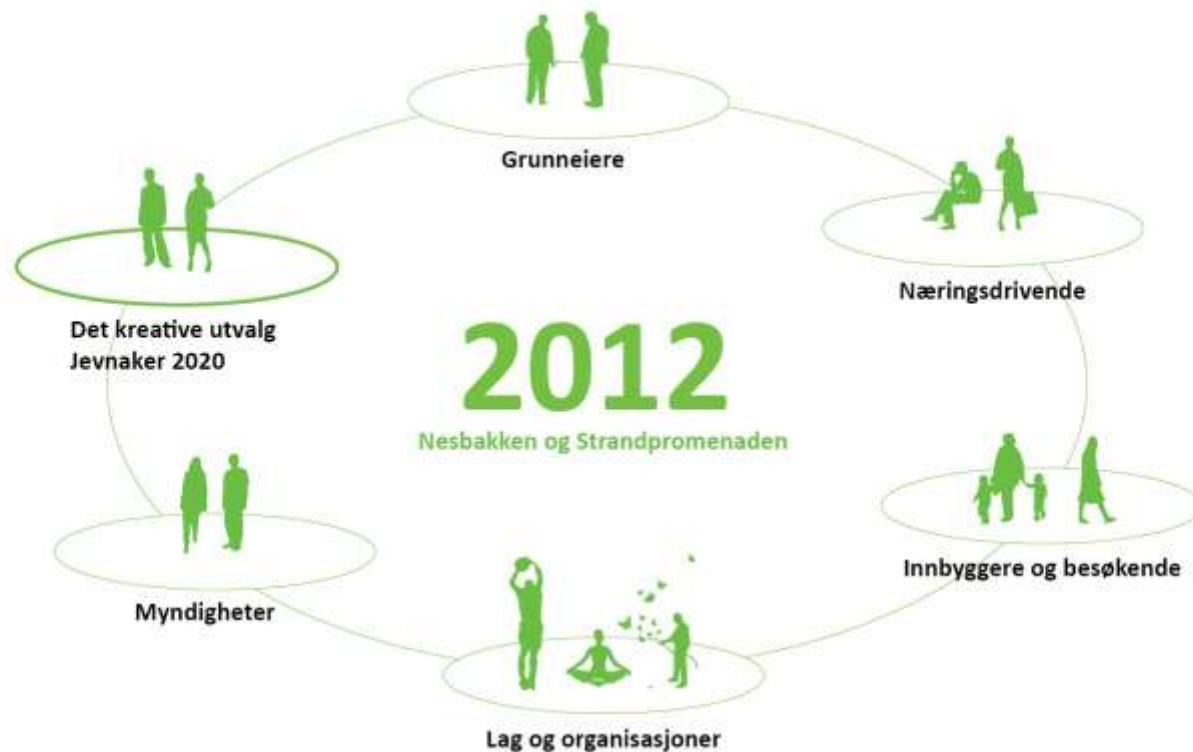 Grunneiere
Næringsdrivende
Det kreative utvalg
Jevnaker 2020
2012
Nesbakken og Strandpromenaden
Innbyggere og besøkende
Myndigheter
Lag og organisasjoner